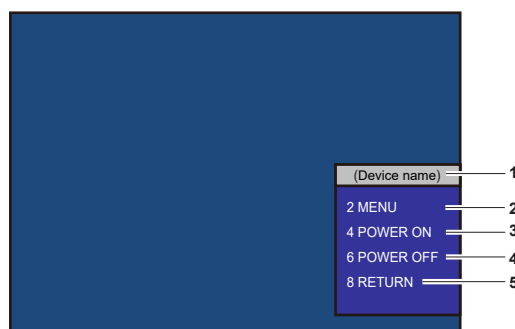 (Device name) 1
2 MENU 2
4 POWER ON 3
6 POWER OFF 4
8 RETURN 5